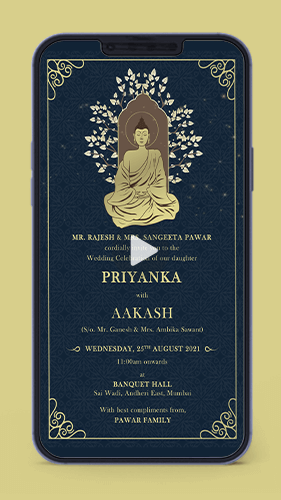 MR. RAJESH & MRS. SANGEETA PAWAR
cordially you to the
Wedding Celebration of our daughter
PRIYANKA
with
AAKASH
(S/o. Mr. Ganesh & Mrs. Ambika Sawant)
WEDNESDAY, 25TH AUGUST 2021
11:00am onwards
at
BANQUET HALL
Sai Wadi, Andheri East, Mumbai.
With best compliments from,
PAWAR FAMILY